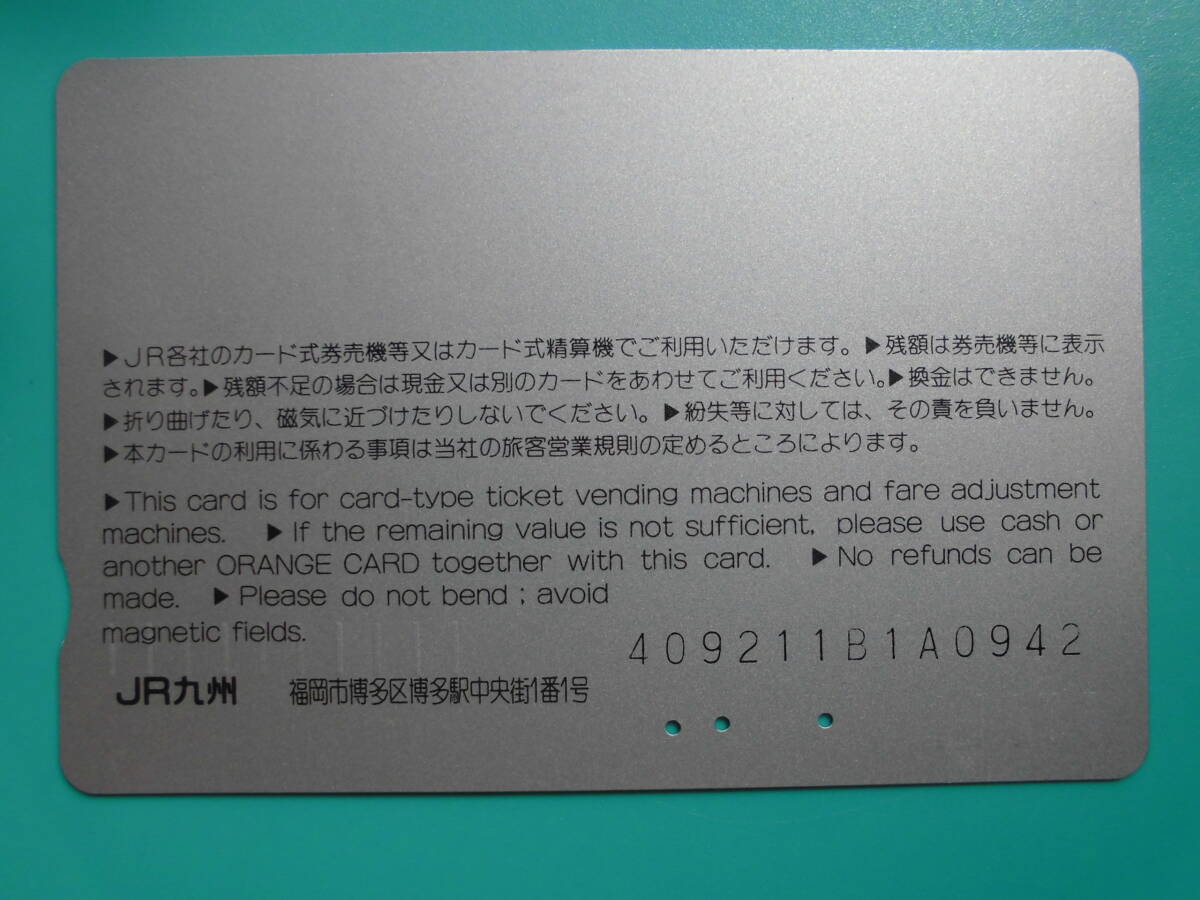 ▶JR各社のカード式券売機等又はカード式精算機でご利用いただけます。▶残額は券売機等に表示
されます。▶残額不足の場合は現金又は別のカードをあわせてご利用ください。▶換金はできません。
▶折り曲げたり、磁気に近づけたりしないでください。▶紛失等に対しては、その責を負いません。
▶本カードの利用に係わる事項は当社の旅客営業規則の定めるところによります。
▶This card is for card-type ticket vending machines and fare adjustment
machines. ▶If the remaining value is not sufficient, please use cash or
another ORANGE CARD together with this card. ▶No refunds can be
made. ▶Please do not bend ; avoid
magnetic fields.
409211B1A0942
JR九州 福岡市博多区博多駅中央街1番1号